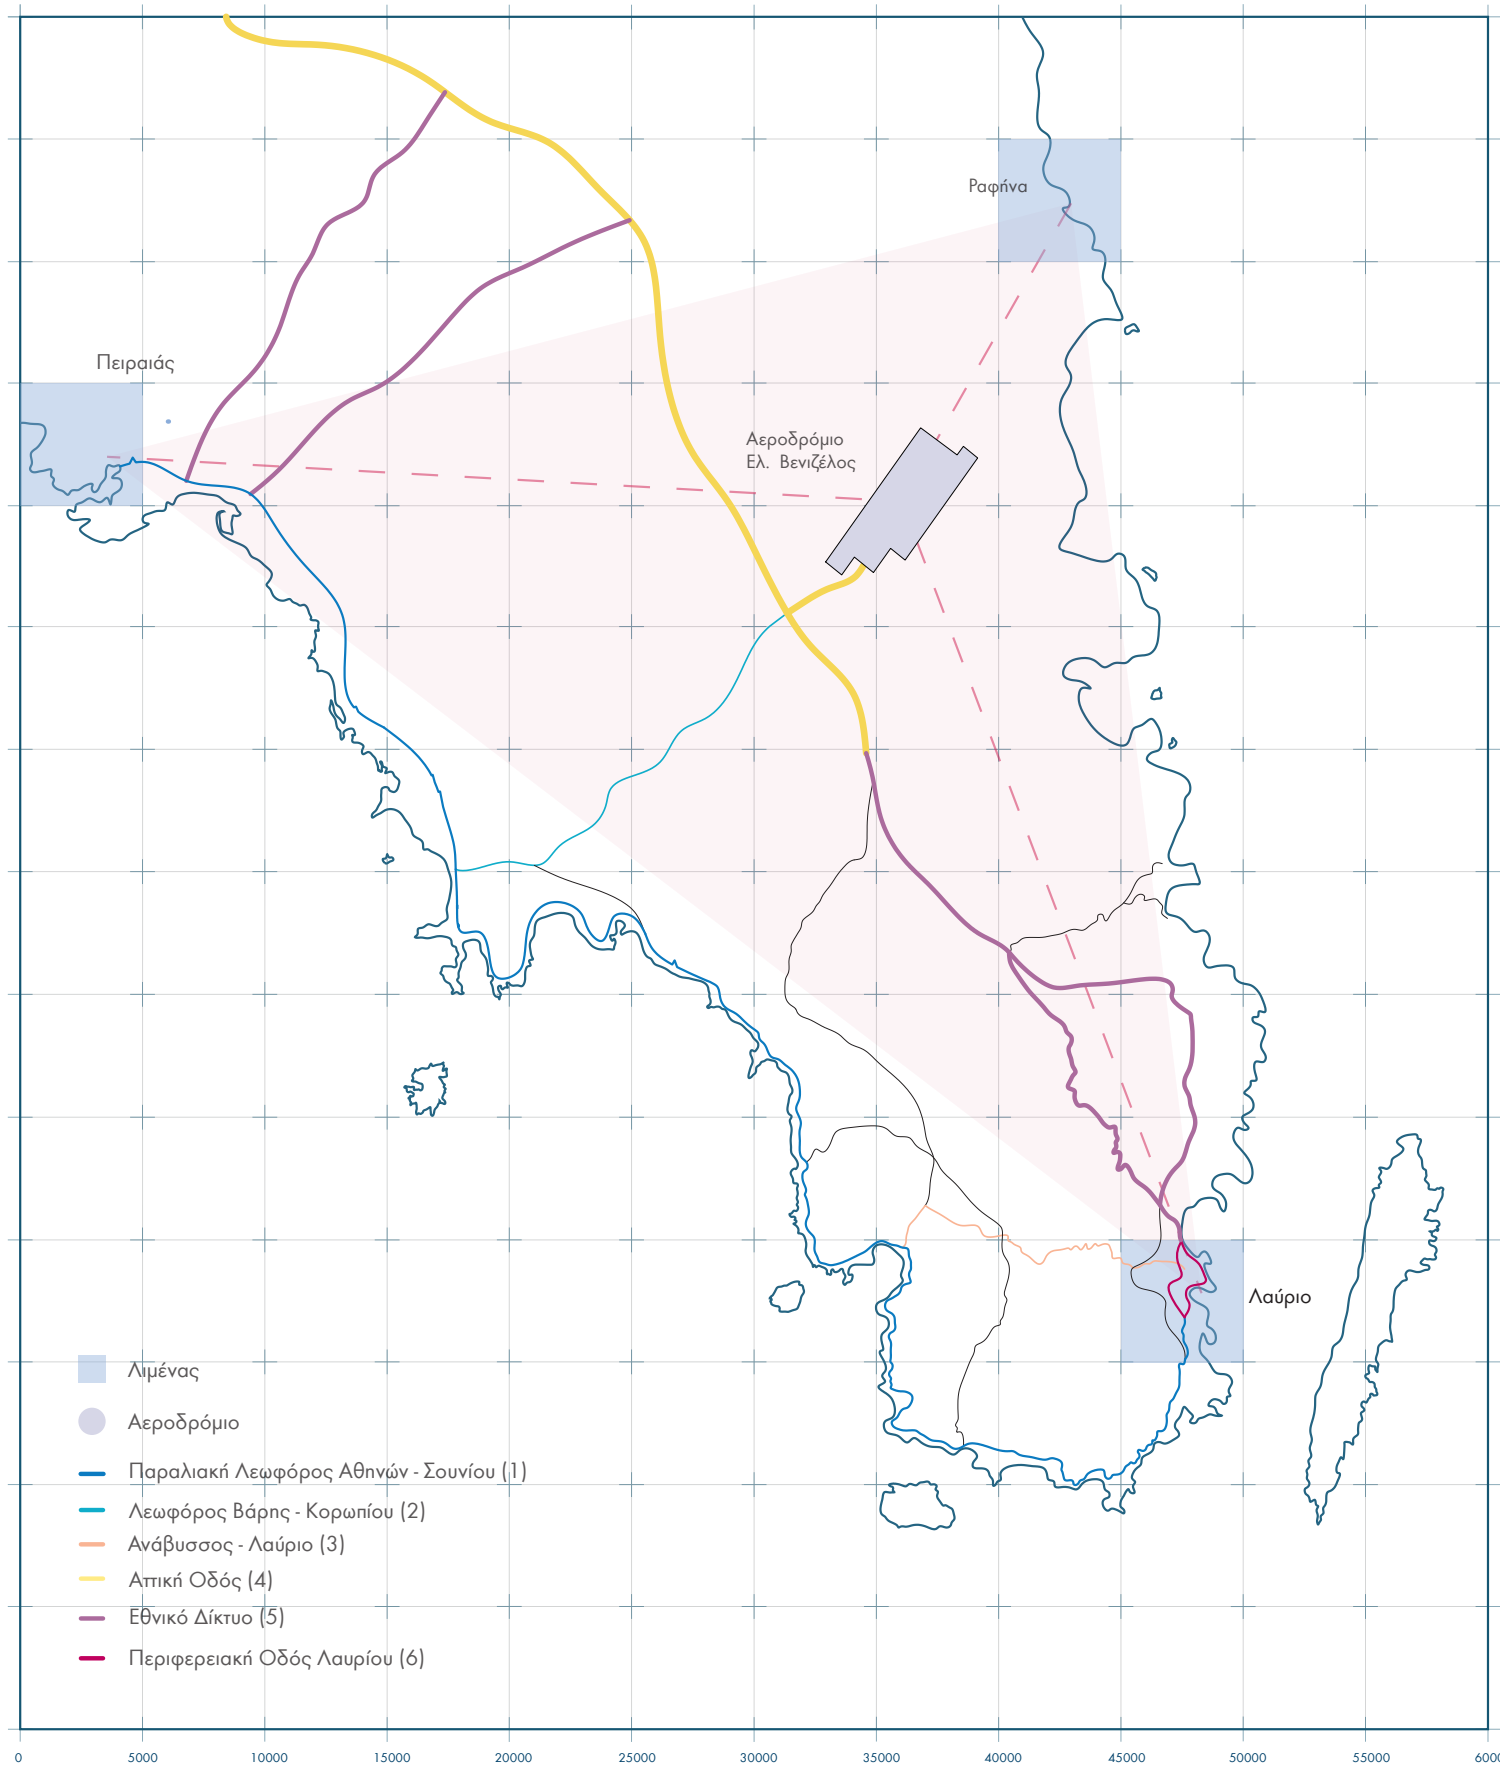 Ραφήνα
Πειραιάς
Αεροδρόμιο
Ελ. Βενιζέλος
Λαύριο
Λιμένας
Αεροδρόμιο
Παραλιακή Λεωφόρος Αθηνών - Σουνίου (1)
Λεωφόρος Βάρης - Κορωπίου (2)
Ανάβυσσος - Λαύριο (3)
Αττική Οδός (4)
Εθνικό Δίκτυο (5)
Περιφερειακή Οδός Λαυρίου (6)
0 5000 10000 15000 20000 25000 30000 35000 40000 45000 50000 55000 6000